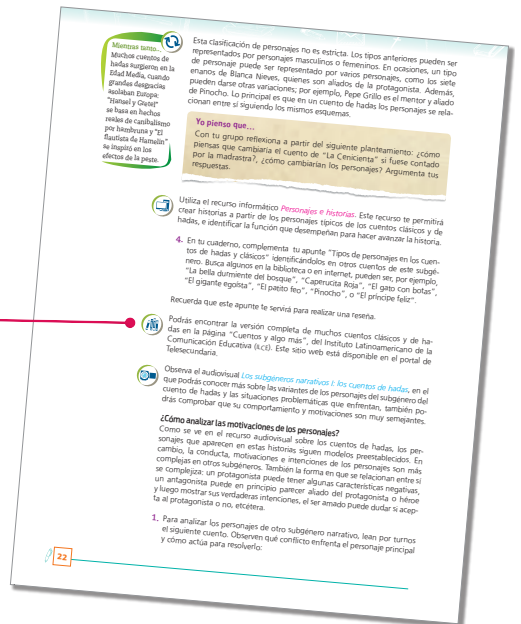 Mientras tanto...
Muchos cuentos de
hadas surgieron en la
Edad Media, cuando
grandes desgracias
asolaban Europa:
"Hansel y Gretel"
se basa en hechos
reales de canibalismo
por hambruna y "El
flautista de Hamelin"
se inspiró en los
efectos de la peste.
Esta clasificación de personajes no es estricta. Los tipos anteriores pueden ser
representados por personajes masculinos o femeninos. En ocasiones, un tipo
de personaje puede ser representado por varios personajes, como los siete
enanos de Blanca Nieves, quienes son aliados de la protagonista. Además,
pueden darse otras variaciones; por ejemplo, Pepe Grillo es el mentor y aliado
de Pinocho. Lo principal es que en un cuento de hadas los personajes se rela-
cionan entre sí siguiendo los mismos esquemas.
Yo pienso que...
Con tu grupo reflexiona a partir del siguiente planteamiento: ¿cómo
piensas que cambiaría el cuento de "La Cenicienta" si fuese contado
por la madrastra?, ¿cómo cambiarían los personajes? Argumenta tus
respuestas.
Utiliza el recurso informático Personajes e historias. Este recurso te permitirá
crear historias a partir de los personajes típicos de los cuentos clásicos y de
hadas, e identificar la función que desempeñan para hacer avanzar la historia.
4. En tu cuaderno, complementa tu apunte "Tipos de personajes en los cuen-
tos de hadas y clásicos" identificándolos en otros cuentos de este subgé-
nero. Busca algunos en la biblioteca o en internet, pueden ser, por ejemplo,
"La bella durmiente del bosque", "Caperucita Roja", "El gato con botas",
"El gigante egoísta", "El patito feo", "Pinocho", o "El príncipe feliz".
Recuerda que este apunte te servirá para realizar una reseña.
Podrás encontrar la versión completa de muchos cuentos clásicos y de ha-
das en la página "Cuentos y algo más", del Instituto Latinoamericano de la
Comunicación Educativa (ILCE). Este sitio web está disponible en el portal de
Telesecundaria.
Observa el audiovisual Los subgéneros narrativos I: los cuentos de hadas, en el
que podrás conocer más sobre las variantes de los personajes del subgénero del
cuento de hadas y las situaciones problemáticas que enfrentan, también po-
drás comprobar que su comportamiento y motivaciones son muy semejantes.
¿Cómo analizar las motivaciones de los personajes?
Como se ve en el recurso audiovisual sobre los cuentos de hadas, los per-
sonajes que aparecen en estas historias siguen modelos preestablecidos. En
cambio, la conducta, motivaciones e intenciones de los personajes son más
complejas en otros subgéneros. También la forma en que se relacionan entre sí
se complejiza: un protagonista puede tener algunas características negativas,
un antagonista puede en principio parecer aliado del protagonista o héroe
y luego mostrar sus verdaderas intenciones, el ser amado puede dudar si acep-
ta al protagonista o no, etcétera.
1. Para analizar los personajes de otro subgénero narrativo, lean por turnos
el siguiente cuento. Observen qué conflicto enfrenta el personaje principal
y cómo actúa para resolverlo:
22